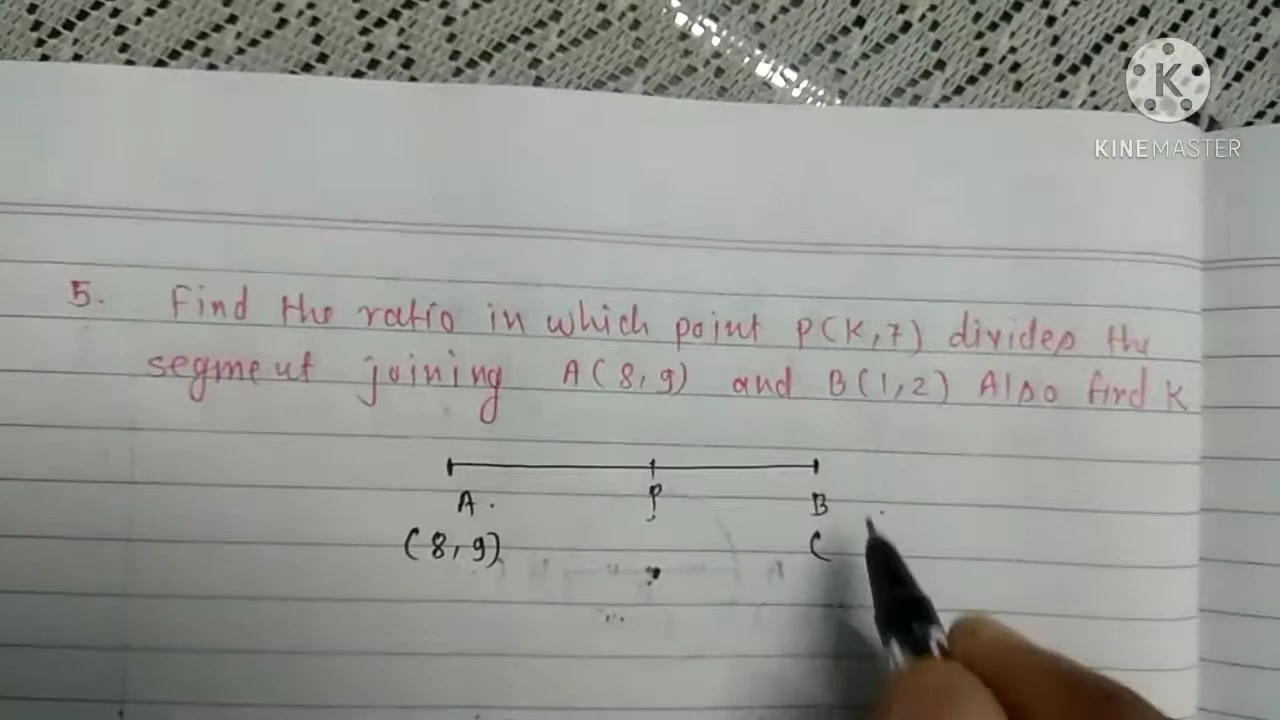 K
KINEMASTER
5. Find the ratio in which point P(K,7) divides the
segment joining A(8,9) and B(1,2) Also find K
A. P B
(8,9) (